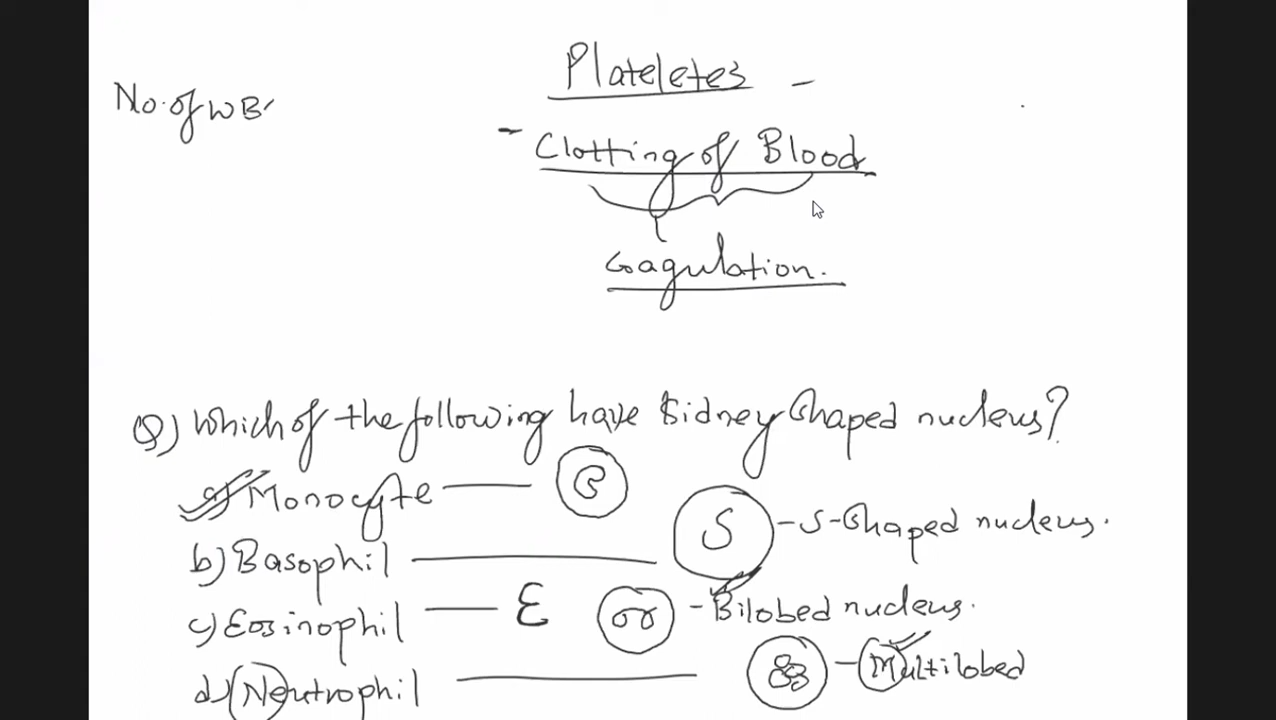 Plateletes -
No. of WB
- Clotting of Blood
Coagulation.
Q) Which of the following have kidney shaped nucleus?
a) Monocyte
b) Basophil S - S-shaped nucleus.
c) Eosinophil ε - Bilobed nucleus.
d) Neutrophil - Multilobed